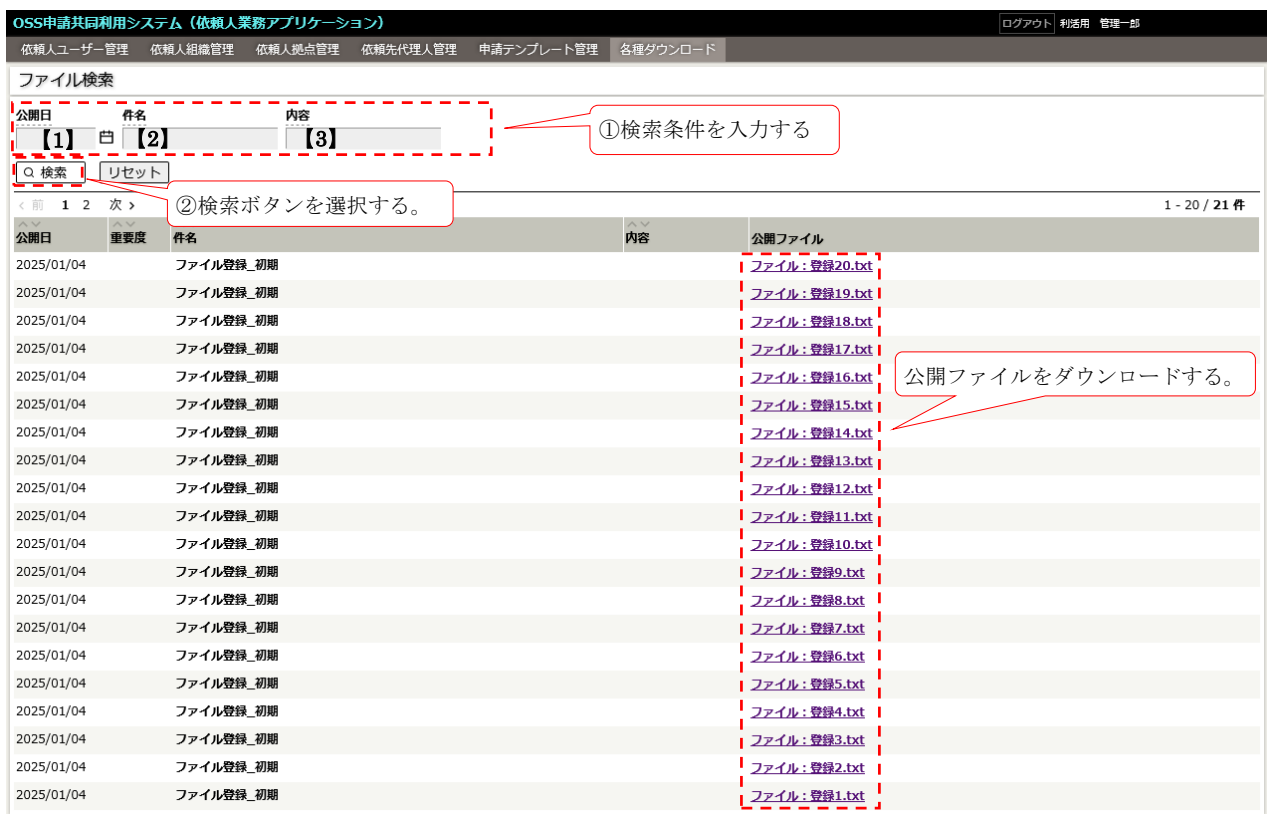 OSS申請共同利用システム（依頼人業務アプリケーション） ログアウト 利活用 管理一郎
依頼人ユーザー管理 依頼人組織管理 依頼人拠点管理 依頼先代理人管理 申請テンプレート管理 各種ダウンロード
ファイル検索
公開日 件名 内容
【1】 【2】 【3】
①検索条件を入力する
検索 リセット
②検索ボタンを選択する。
< 前 1 2 次 > 1 - 20 / 21 件
公開日 重要度 件名 内容 公開ファイル
2025/01/04 ファイル登録_初期 ファイル：登録20.txt
2025/01/04 ファイル登録_初期 ファイル：登録19.txt
2025/01/04 ファイル登録_初期 ファイル：登録18.txt
2025/01/04 ファイル登録_初期 ファイル：登録17.txt
2025/01/04 ファイル登録_初期 ファイル：登録16.txt
公開ファイルをダウンロードする。
2025/01/04 ファイル登録_初期 ファイル：登録15.txt
2025/01/04 ファイル登録_初期 ファイル：登録14.txt
2025/01/04 ファイル登録_初期 ファイル：登録13.txt
2025/01/04 ファイル登録_初期 ファイル：登録12.txt
2025/01/04 ファイル登録_初期 ファイル：登録11.txt
2025/01/04 ファイル登録_初期 ファイル：登録10.txt
2025/01/04 ファイル登録_初期 ファイル：登録9.txt
2025/01/04 ファイル登録_初期 ファイル：登録8.txt
2025/01/04 ファイル登録_初期 ファイル：登録7.txt
2025/01/04 ファイル登録_初期 ファイル：登録6.txt
2025/01/04 ファイル登録_初期 ファイル：登録5.txt
2025/01/04 ファイル登録_初期 ファイル：登録4.txt
2025/01/04 ファイル登録_初期 ファイル：登録3.txt
2025/01/04 ファイル登録_初期 ファイル：登録2.txt
2025/01/04 ファイル登録_初期 ファイル：登録1.txt